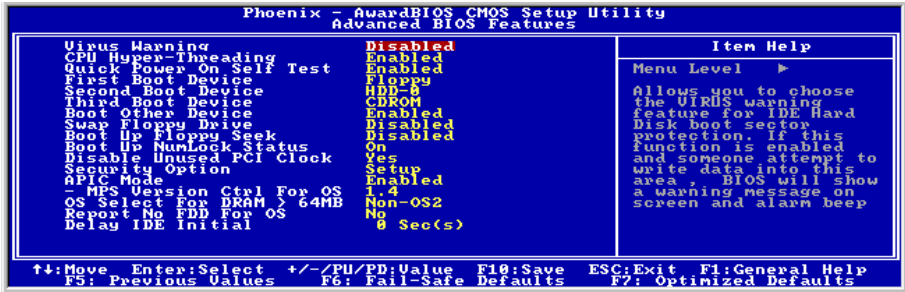 Phoenix - AwardBIOS CMOS Setup Utility
Advanced BIOS Features
Virus Warning Disabled
CPU Hyper-Threading Enabled
Quick Power On Self Test Enabled
First Boot Device Floppy
Second Boot Device HDD-0
Third Boot Device CDROM
Boot Other Device Enabled
Swap Floppy Drive Disabled
Boot Up Floppy Seek Disabled
Boot Up NumLock Status On
Disable Unused PCI Clock Yes
Security Option Setup
APIC Mode Enabled
- MPS Version Ctrl For OS 1.4
OS Select For DRAM > 64MB Non-OS2
Report No FDD For OS No
Delay IDE Initial 0 Sec(s)
Item Help
Menu Level ►
Allows you to choose
the VIRUS warning
feature for IDE Hard
Disk boot sector
protection. If this
function is enabled
and someone attempt to
write data into this
area , BIOS will show
a warning message on
screen and alarm beep
↑↓:Move Enter:Select +/-/PU/PD:Value F10:Save ESC:Exit F1:General Help
F5: Previous Values F6: Fail-Safe Defaults F7: Optimized Defaults